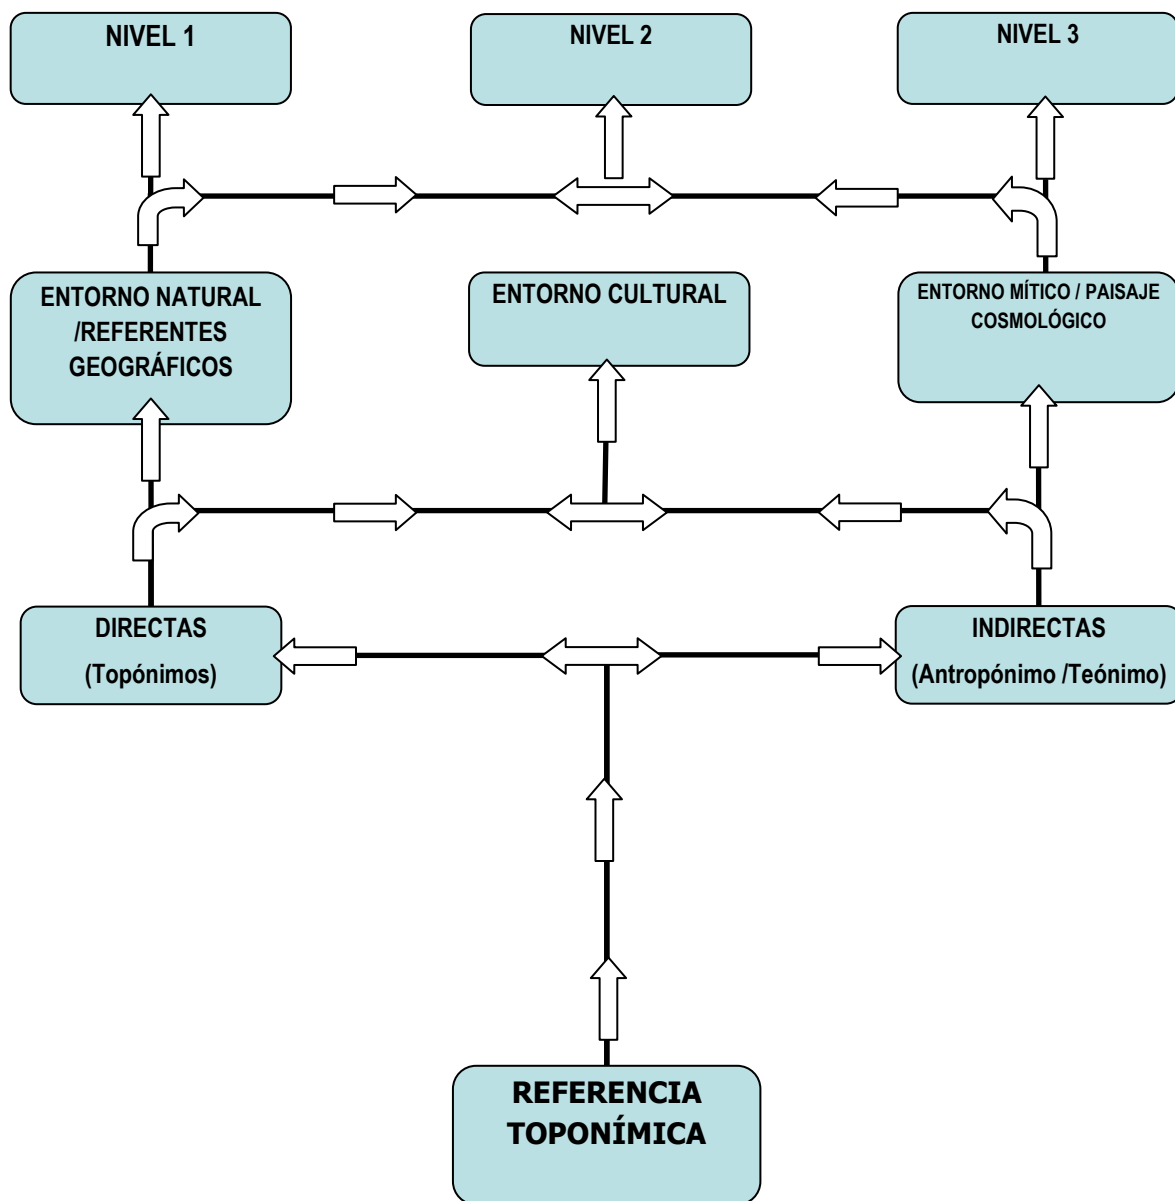 NIVEL 1
NIVEL 2
NIVEL 3
ENTORNO NATURAL
/REFERENTES
GEOGRÁFICOS
ENTORNO CULTURAL
ENTORNO MÍTICO / PAISAJE
COSMOLÓGICO
DIRECTAS
(Topónimos)
INDIRECTAS
(Antropónimo /Teónimo)
REFERENCIA
TOPONÍMICA